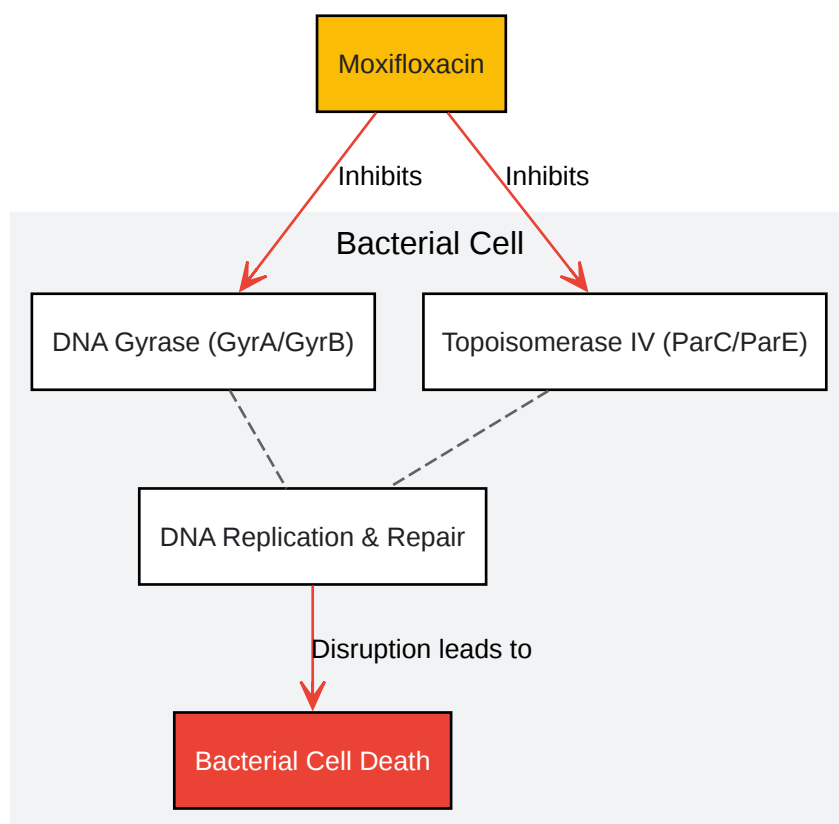 Moxifloxacin
Inhibits
Inhibits
Bacterial Cell
DNA Gyrase (GyrA/GyrB)
Topoisomerase IV (ParC/ParE)
DNA Replication & Repair
Disruption leads to
Bacterial Cell Death